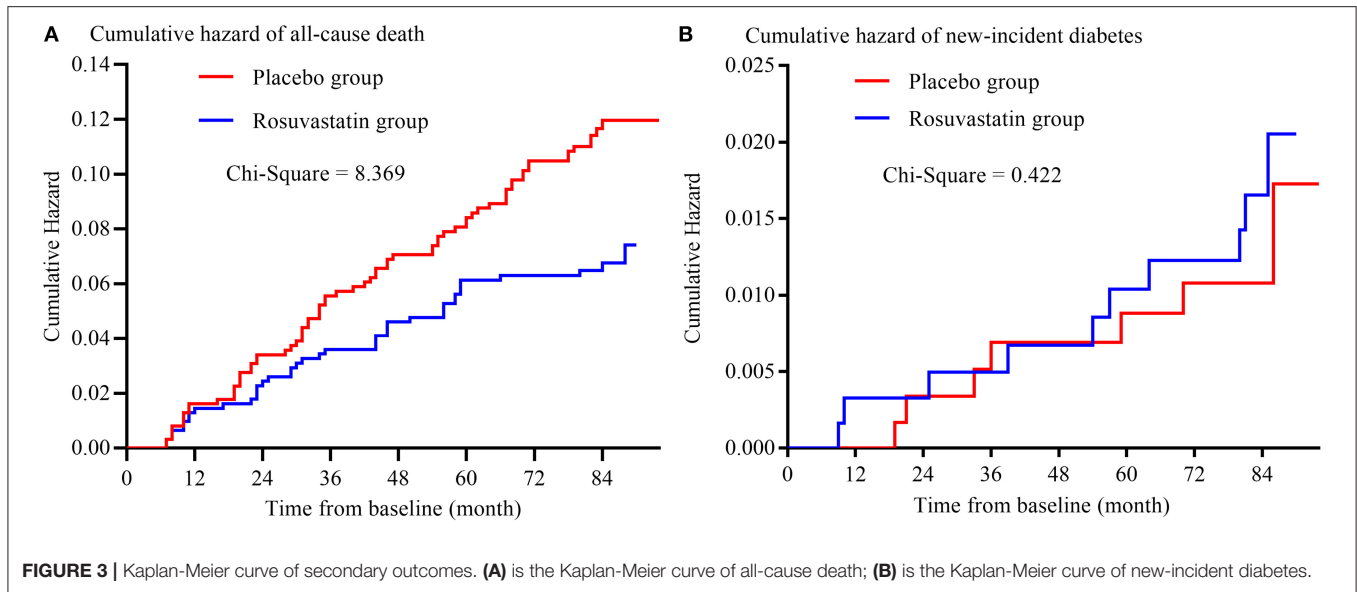 A Cumulative hazard of all-cause death
Placebo group
Rosuvastatin group
Chi-Square = 8.369
Cumulative Hazard
0.14
0.12
0.10
0.08
0.06
0.04
0.02
0.00
0 12 24 36 48 60 72 84
Time from baseline (month)
B Cumulative hazard of new-incident diabetes
Placebo group
Rosuvastatin group
Chi-Square = 0.422
Cumulative Hazard
0.025
0.020
0.015
0.010
0.005
0.000
0 12 24 36 48 60 72 84
Time from baseline (month)
FIGURE 3 | Kaplan-Meier curve of secondary outcomes. (A) is the Kaplan-Meier curve of all-cause death; (B) is the Kaplan-Meier curve of new-incident diabetes.